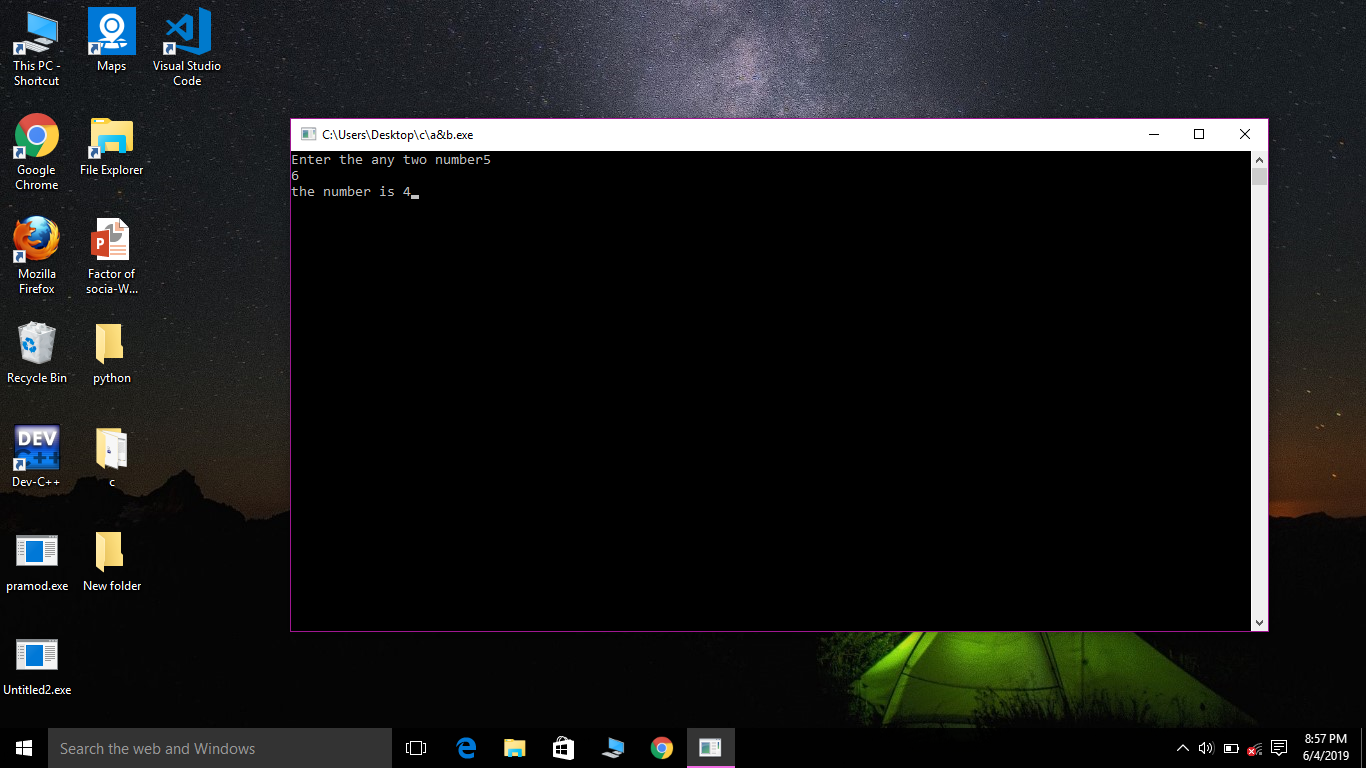 This PC -
Shortcut
Maps
Visual Studio
Code
Google
Chrome
File Explorer
Mozilla
Firefox
P
Factor of
socia-W...
Recycle Bin
python
DEV
C++
Dev-C++
c
pramod.exe
New folder
Untitled2.exe
C:\Users\Desktop\c\a&b.exe
Enter the any two number5
6
the number is 4
Search the web and Windows
8:57 PM
6/4/2019